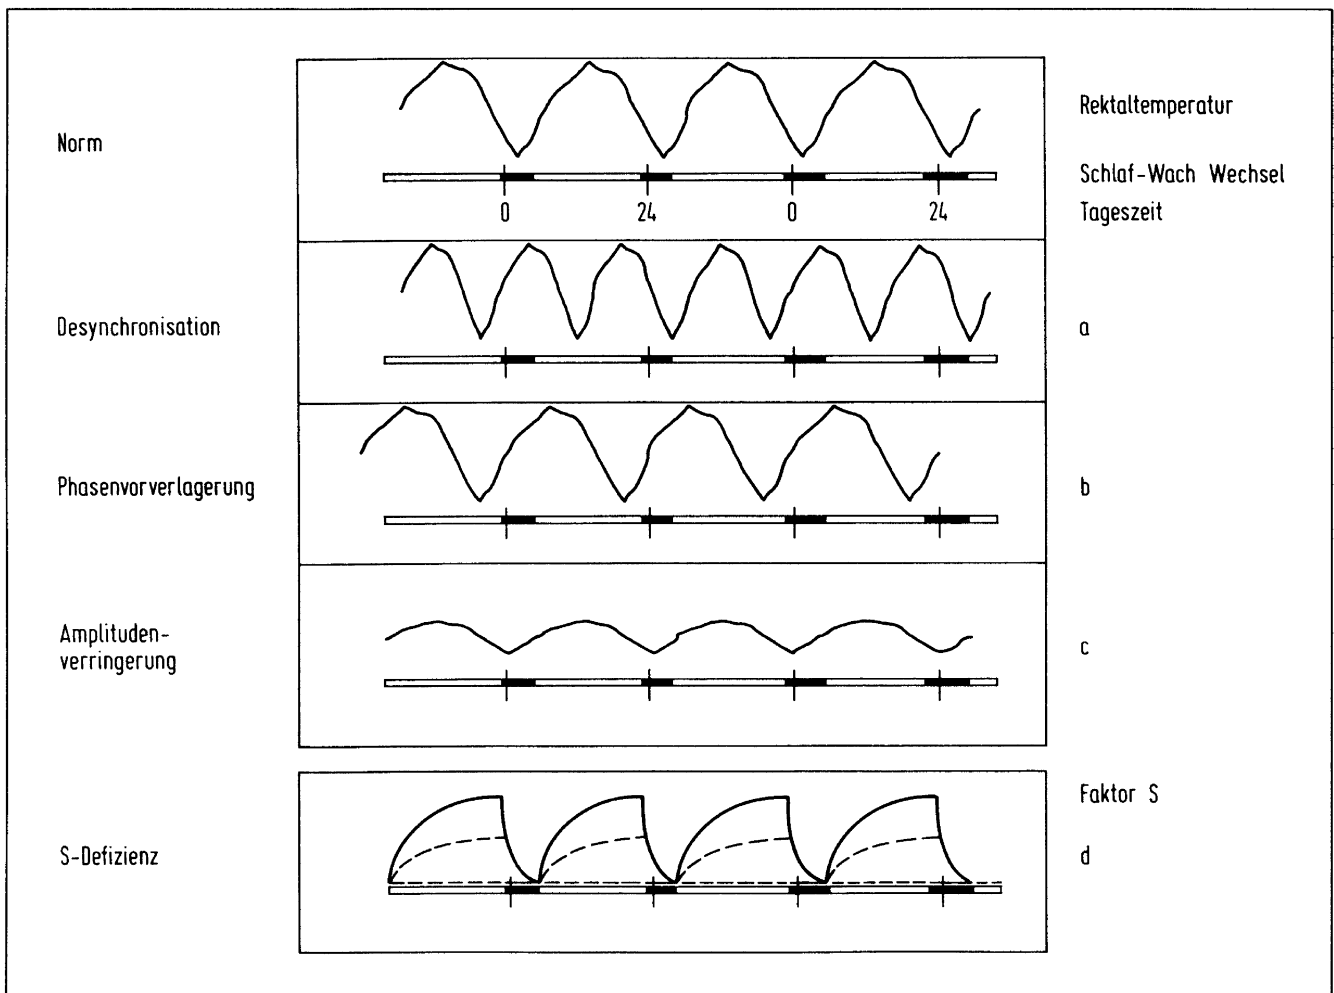 Norm
Rektaltemperatur
Schlaf-Wach Wechsel
0 24 0 24 Tageszeit
Desynchronisation a
Phasenvorverlagerung b
Amplituden-
verringerung
c
Faktor S
S-Defizienz d